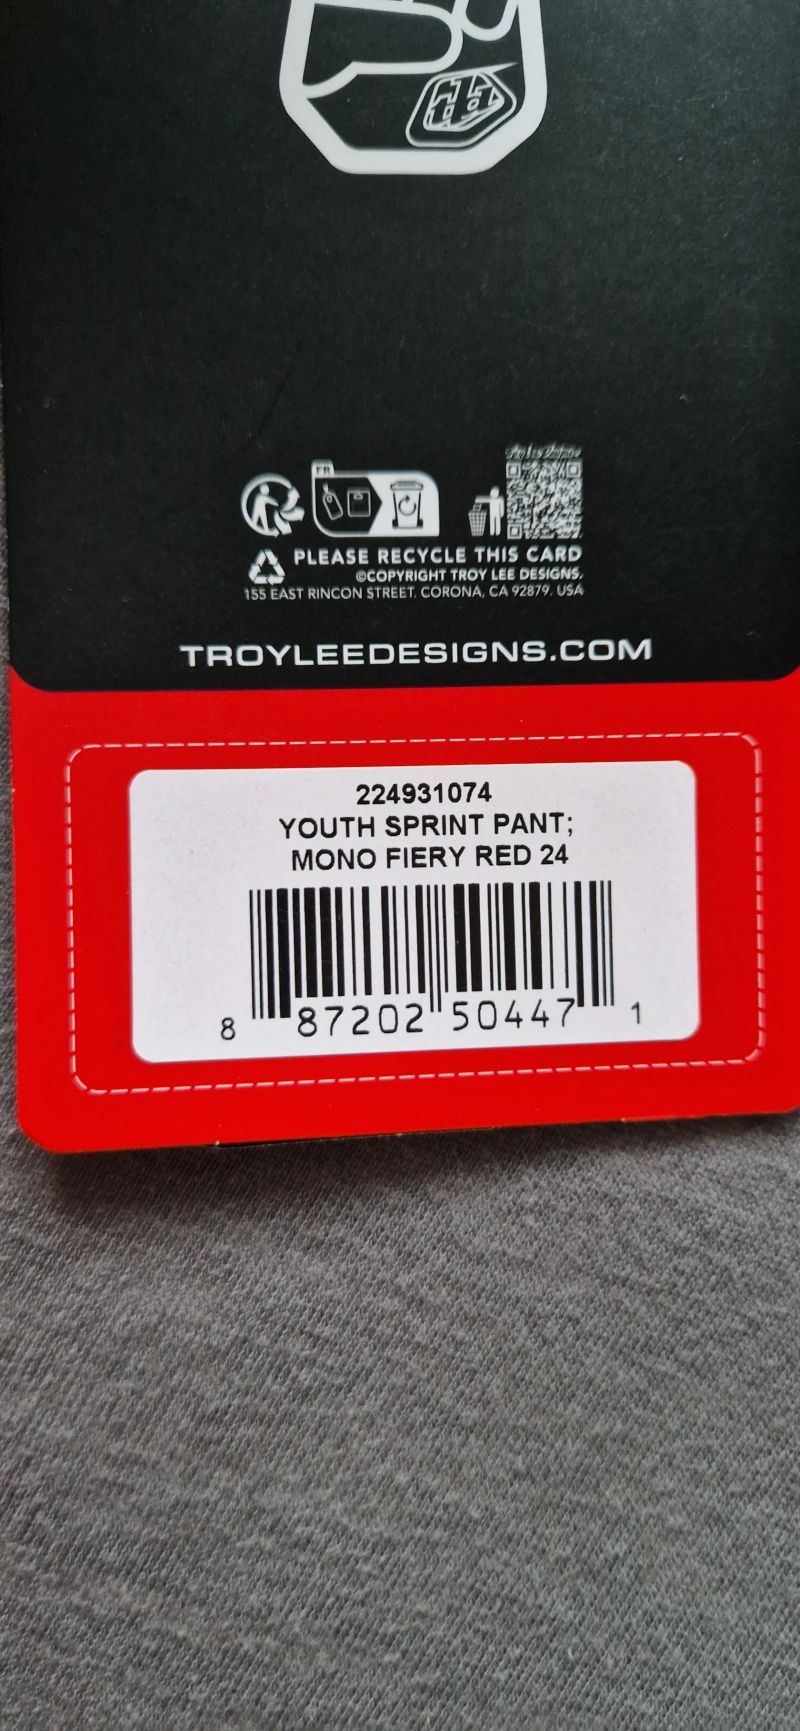 FR
PLEASE RECYCLE THIS CARD
©COPYRIGHT TROY LEE DESIGNS.
155 EAST RINCON STREET. CORONA, CA 92879. USA
TROYLEEDESIGNS.COM
224931074
YOUTH SPRINT PANT;
MONO FIERY RED 24
8 87202 50447 1